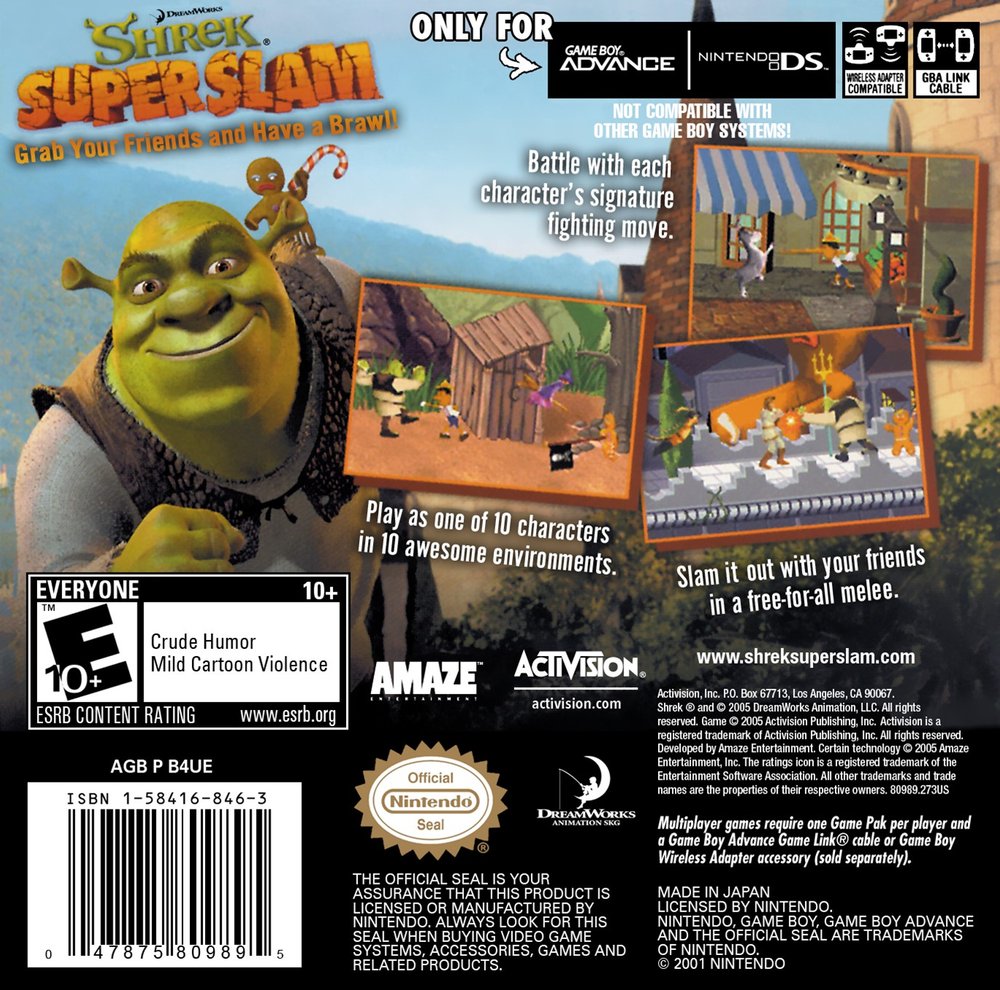 DREAMWORKS
SHREK®
SUPERSLAM
Grab Your Friends and Have a Brawl!
ONLY FOR
GAME BOY®
ADVANCE
NINTENDO DS™
WIRELESS ADAPTER
COMPATIBLE
GBA LINK
CABLE
NOT COMPATIBLE WITH
OTHER GAME BOY SYSTEMS!
Battle with each
character's signature
fighting move.
Play as one of 10 characters
in 10 awesome environments.
Slam it out with your friends
in a free-for-all melee.
EVERYONE 10+
TM
E
10+
Crude Humor
Mild Cartoon Violence
ESRB CONTENT RATING www.esrb.org
AMAZE™
ENTERTAINMENT
ACTIVISION®
activision.com
www.shreksuperslam.com
Activision, Inc. P.O. Box 67713, Los Angeles, CA 90067.
Shrek ® and © 2005 DreamWorks Animation, LLC. All rights
reserved. Game © 2005 Activision Publishing, Inc. Activision is a
registered trademark of Activision Publishing, Inc. All rights reserved.
Developed by Amaze Entertainment. Certain technology © 2005 Amaze
Entertainment, Inc. The ratings icon is a registered trademark of the
Entertainment Software Association. All other trademarks and trade
names are the properties of their respective owners. 80989.273US
AGB P B4UE
ISBN 1-58416-846-3
0 47875 80989 5
Official
Nintendo®
Seal
®
DREAMWORKS
ANIMATION SKG
THE OFFICIAL SEAL IS YOUR
ASSURANCE THAT THIS PRODUCT IS
LICENSED OR MANUFACTURED BY
NINTENDO. ALWAYS LOOK FOR THIS
SEAL WHEN BUYING VIDEO GAME
SYSTEMS, ACCESSORIES, GAMES AND
RELATED PRODUCTS.
Multiplayer games require one Game Pak per player and
a Game Boy Advance Game Link® cable or Game Boy
Wireless Adapter accessory (sold separately).
MADE IN JAPAN
LICENSED BY NINTENDO.
NINTENDO, GAME BOY, GAME BOY ADVANCE
AND THE OFFICIAL SEAL ARE TRADEMARKS
OF NINTENDO.
© 2001 NINTENDO